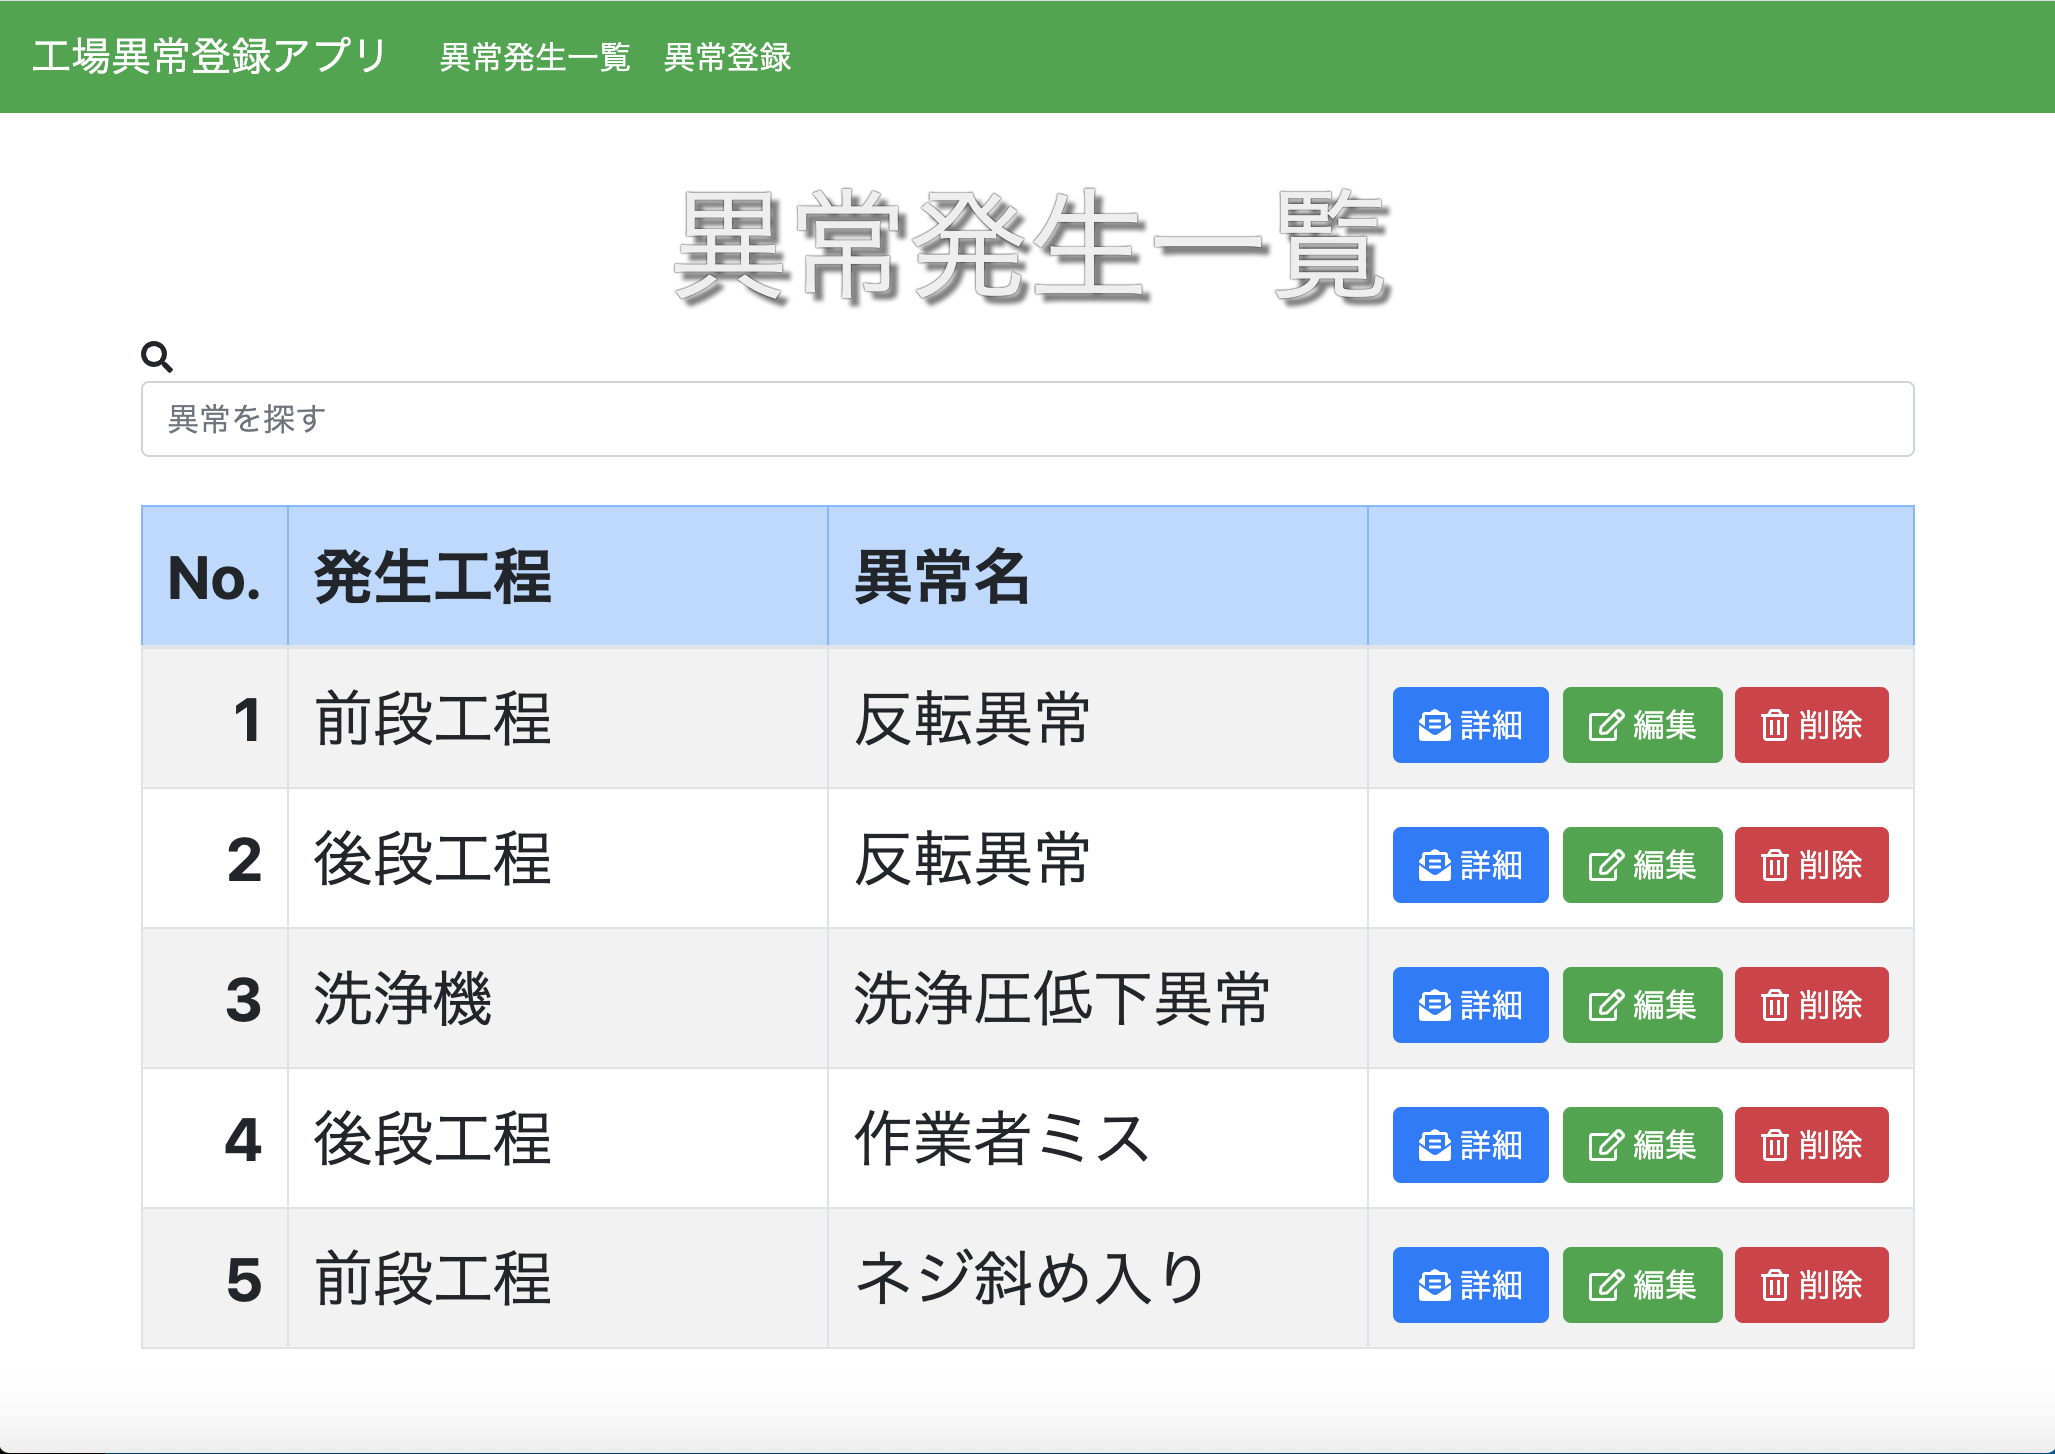 工場異常登録アプリ 異常発生一覧 異常登録
異常発生一覧
異常を探す
No. 発生工程 異常名
1 前段工程 反転異常 詳細 編集 削除
2 後段工程 反転異常 詳細 編集 削除
3 洗浄機 洗浄圧低下異常 詳細 編集 削除
4 後段工程 作業者ミス 詳細 編集 削除
5 前段工程 ネジ斜め入り 詳細 編集 削除